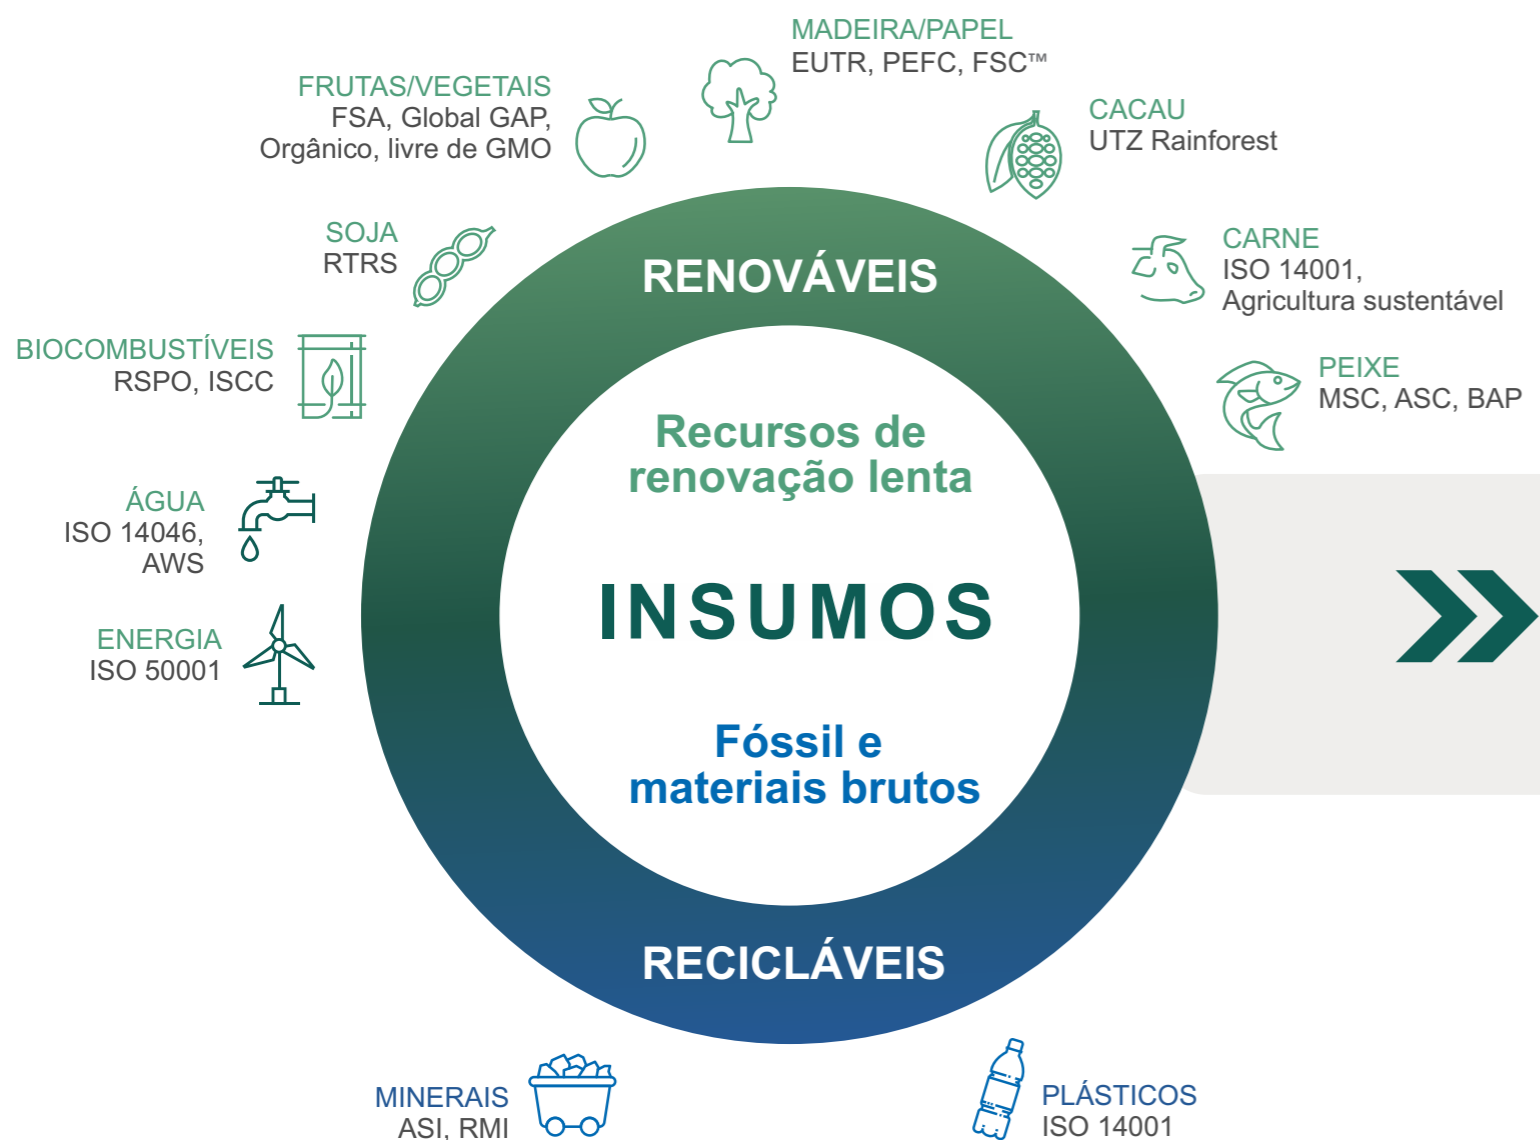 MADEIRA/PAPEL
EUTR, PEFC, FSC™
FRUTAS/VEGETAIS
FSA, Global GAP,
Orgânico, livre de GMO
CACAU
UTZ Rainforest
SOJA
RTRS
CARNE
ISO 14001,
Agricultura sustentável
BIOCOMBUSTÍVEIS
RSPO, ISCC
PEIXE
MSC, ASC, BAP
ÁGUA
ISO 14046,
AWS
ENERGIA
ISO 50001
RENOVÁVEIS
Recursos de
renovação lenta
INSUMOS
Fóssil e
materiais brutos
RECICLÁVEIS
MINERAIS
ASI, RMI
PLÁSTICOS
ISO 14001